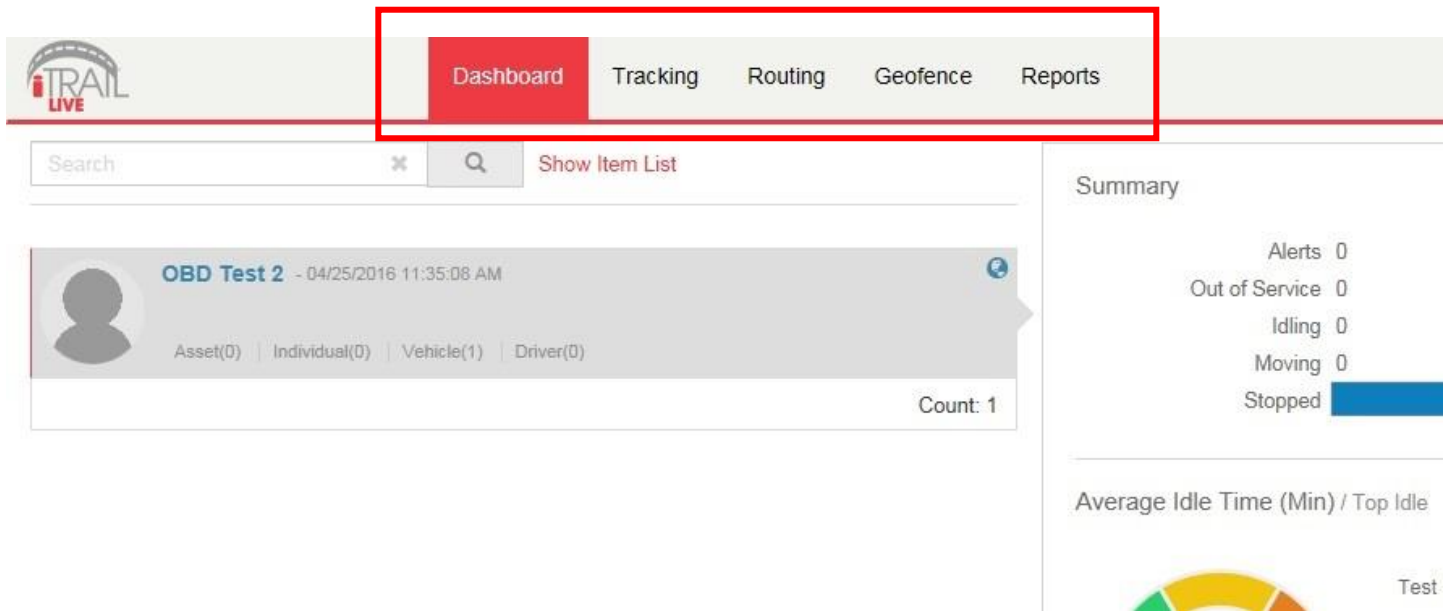 iTRAIL
LIVE
Dashboard Tracking Routing Geofence Reports
Search Show Item List
OBD Test 2 - 04/25/2016 11:35:08 AM
Asset(0) Individual(0) Vehicle(1) Driver(0)
Count: 1
Summary
Alerts 0
Out of Service 0
Idling 0
Moving 0
Stopped
Average Idle Time (Min) / Top Idle
Test